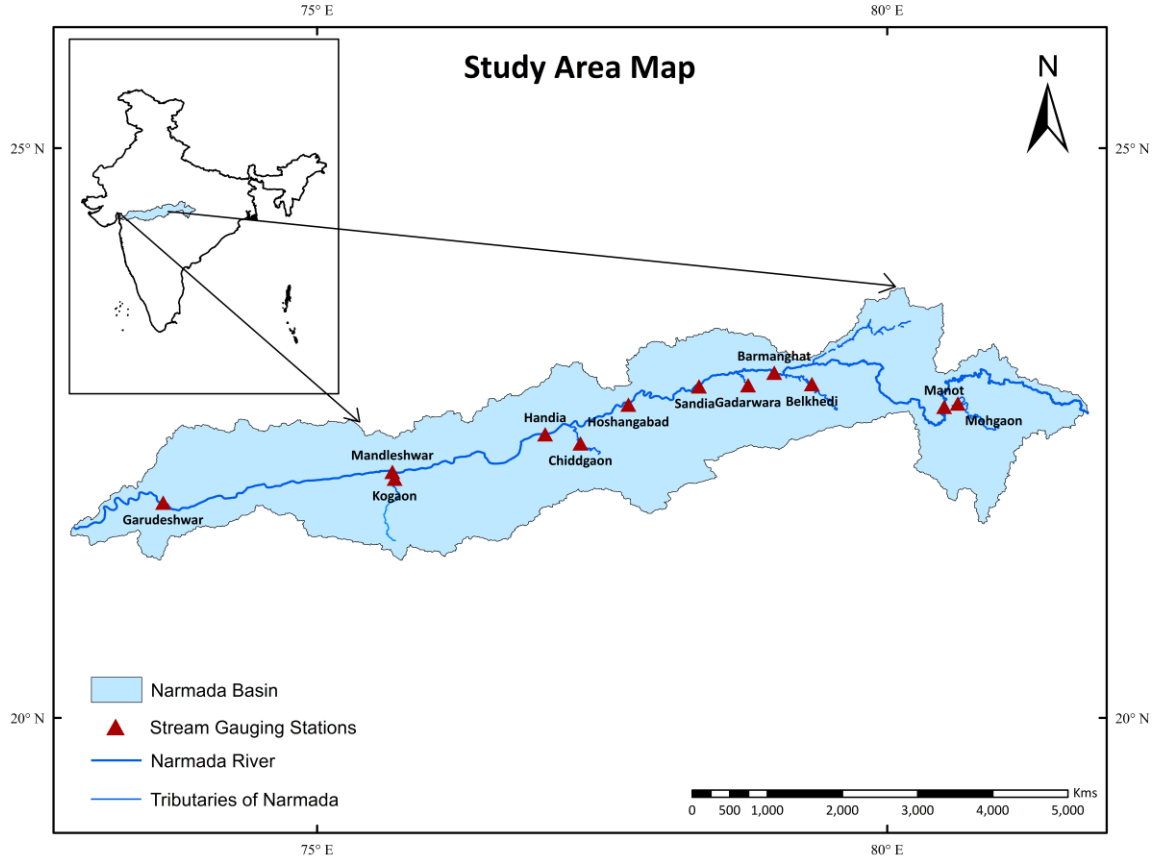 75° E
80° E
Study Area Map
N
25° N
25° N
Barmanghat
Manot
Sandia
Gadarwara
Belkhedi
Handia
Hoshangabad
Mohgaon
Mandleshwar
Chiddgaon
Kogaon
Garudeshwar
Narmada Basin
20° N
20° N
Stream Gauging Stations
Narmada River
Tributaries of Narmada
Kms
0 500 1,000 2,000 3,000 4,000 5,000
75° E
80° E